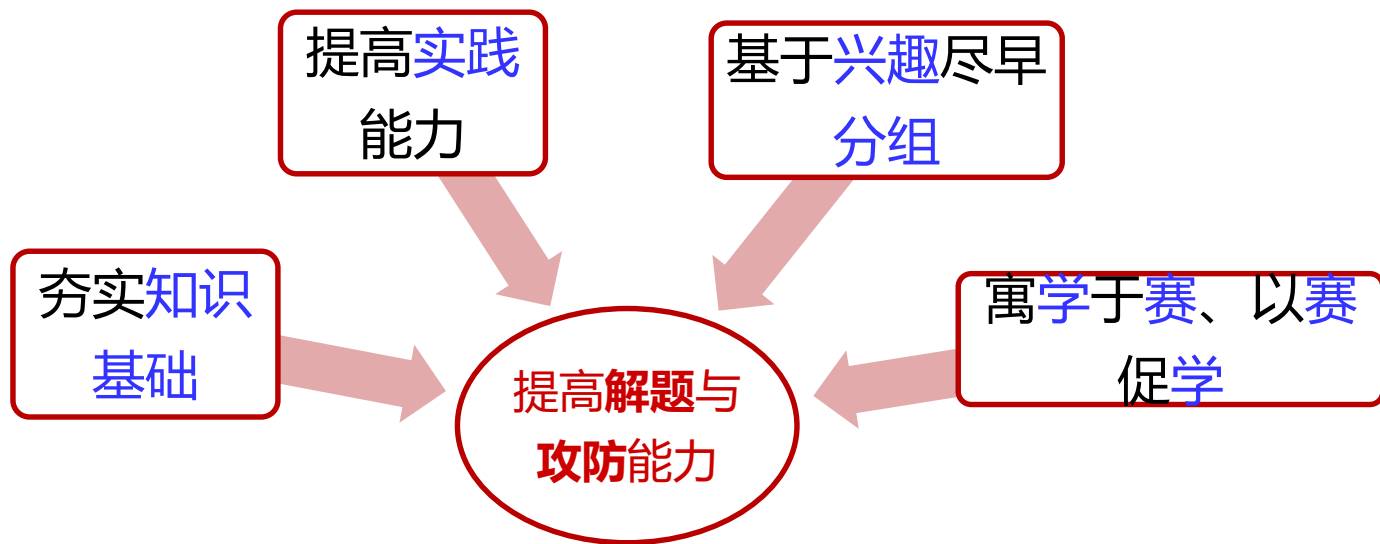 提高实践
能力
基于兴趣尽早
分组
夯实知识
基础
寓学于赛、以赛
促学
提高解题与
攻防能力